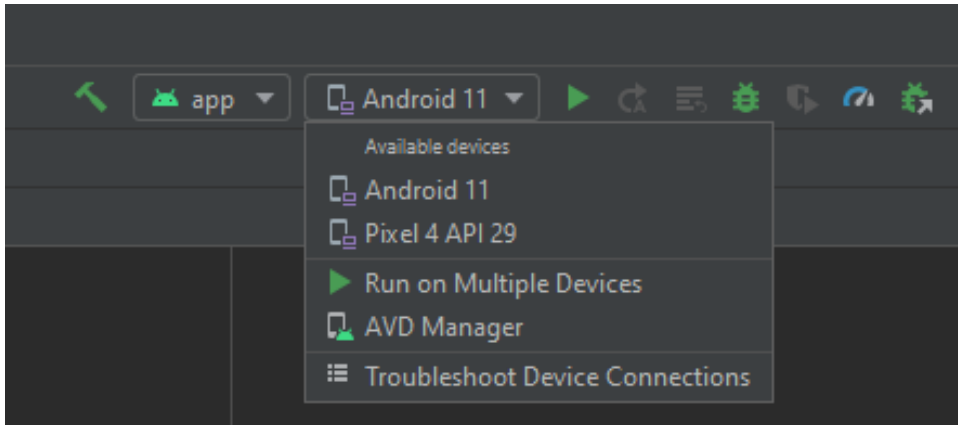 app
Android 11
Available devices
Android 11
Pixel 4 API 29
Run on Multiple Devices
AVD Manager
Troubleshoot Device Connections